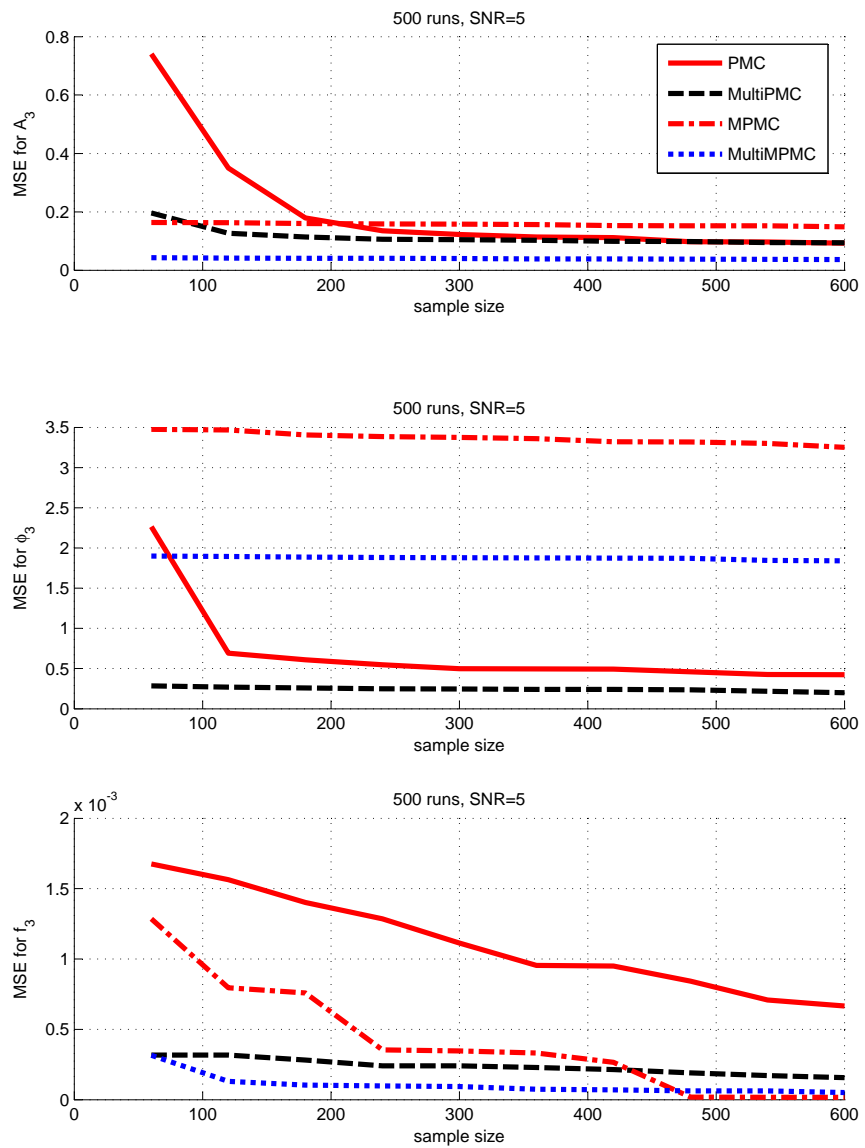 500 runs, SNR=5
0.8
0.6
0.4
0.2
0
MSE for A_3
PMC
MultiPMC
MPMC
MultiMPMC
0 100 200 300 400 500 600
sample size
500 runs, SNR=5
3.5
3
2.5
2
1.5
1
0.5
0
MSE for ϕ_3
0 100 200 300 400 500 600
sample size
x 10^-3
500 runs, SNR=5
2
1.5
1
0.5
0
MSE for f_3
0 100 200 300 400 500 600
sample size